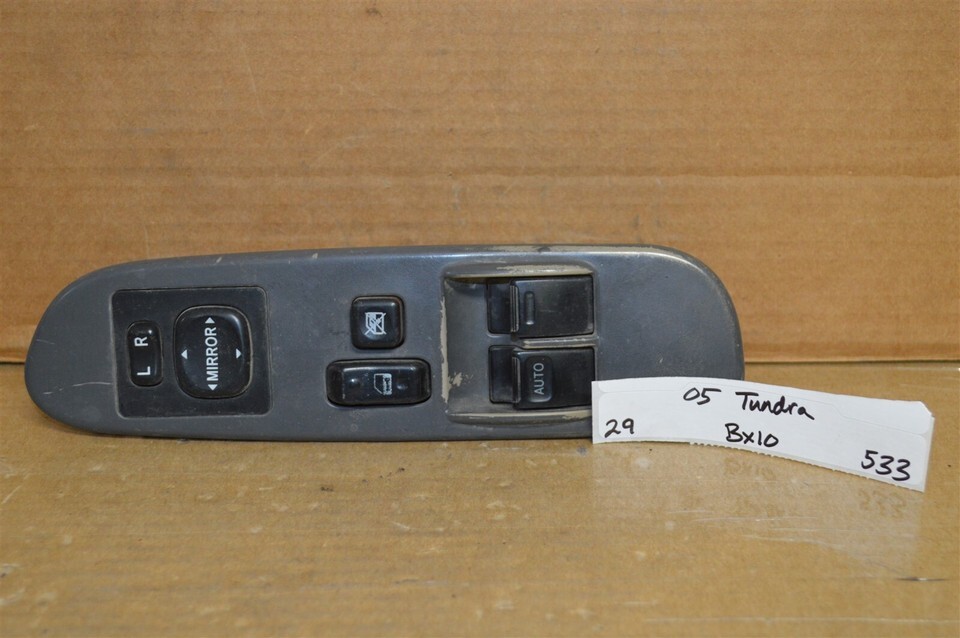 L R
MIRROR
AUTO
05 Tundra
29 Bx10
533